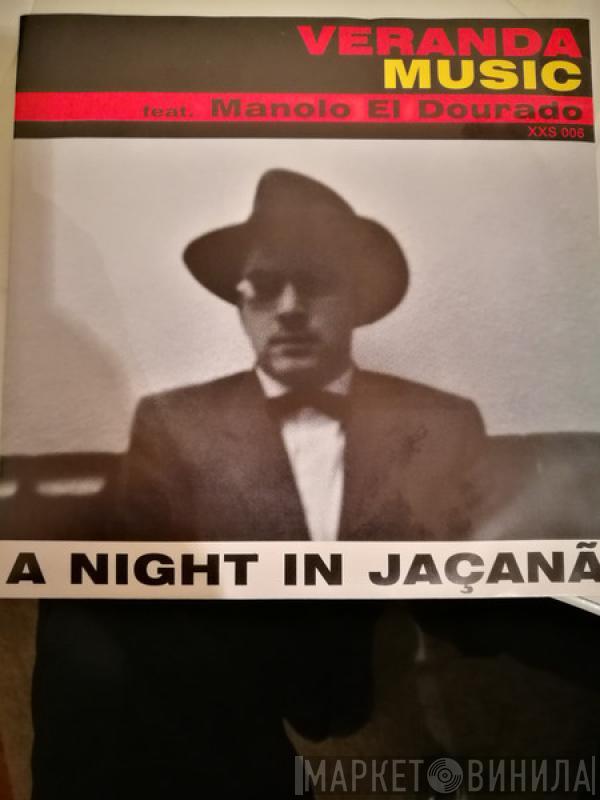 VERANDA
MUSIC
feat. Manolo El Dourado
XXS 006
A NIGHT IN JAÇANÃ
МАРКЕТ ВИНИЛА